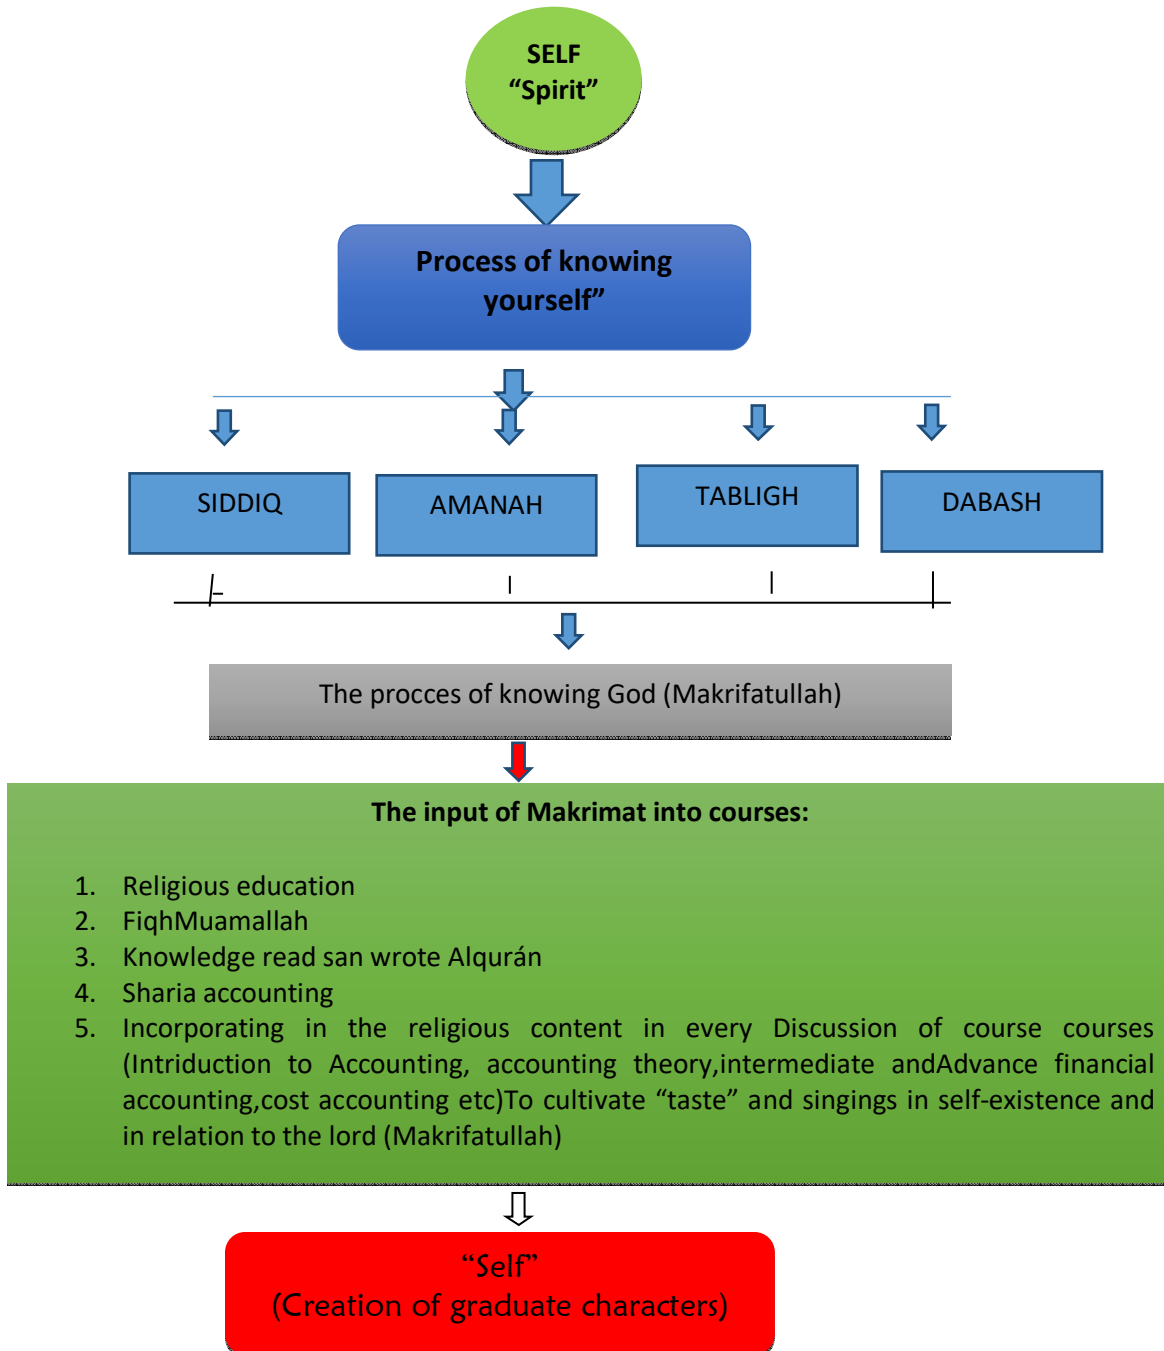 SELF
“Spirit”
Process of knowing
yourself”
SIDDIQ
AMANAH
TABLIGH
DABASH
The procces of knowing God (Makrifatullah)
The input of Makrimat into courses:
1. Religious education
2. FiqhMuamallah
3. Knowledge read san wrote Alqurán
4. Sharia accounting
5. Incorporating in the religious content in every Discussion of course courses
(Intriduction to Accounting, accounting theory,intermediate andAdvance financial
accounting,cost accounting etc)To cultivate “taste” and singings in self-existence and
in relation to the lord (Makrifatullah)
“Self”
(Creation of graduate characters)